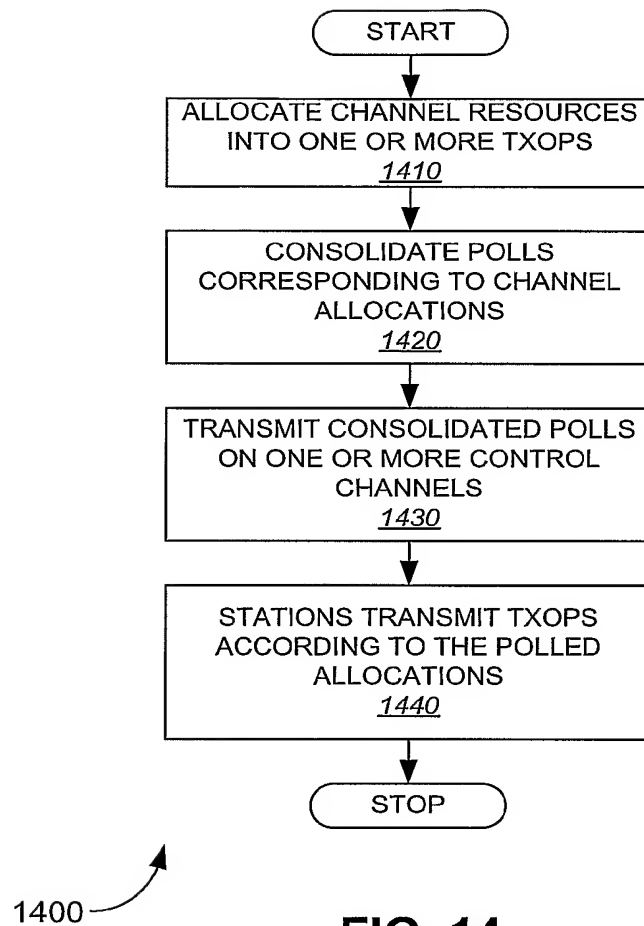 START
ALLOCATE CHANNEL RESOURCES
INTO ONE OR MORE TXOPS
1410
CONSOLIDATE POLLS
CORRESPONDING TO CHANNEL
ALLOCATIONS
1420
TRANSMIT CONSOLIDATED POLLS
ON ONE OR MORE CONTROL
CHANNELS
1430
STATIONS TRANSMIT TXOPS
ACCORDING TO THE POLLED
ALLOCATIONS
1440
STOP
1400
FIG. 14